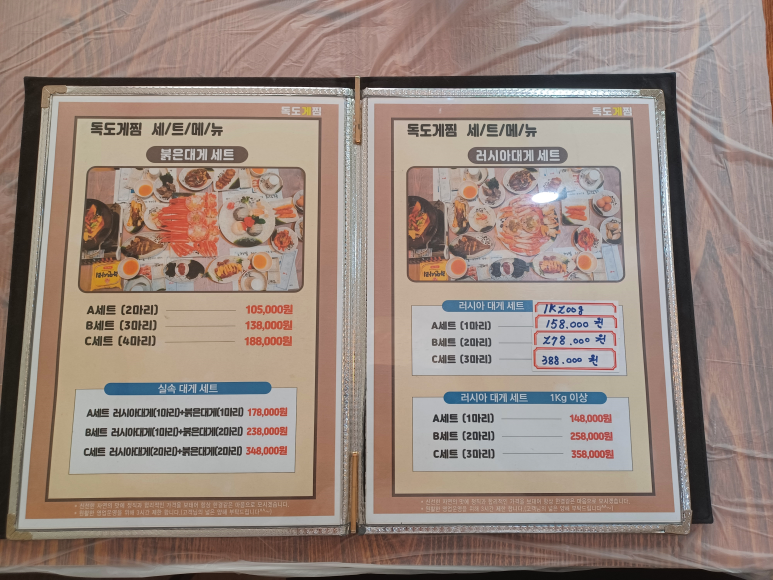 독도게찜
독도게찜 세/트/메/뉴
붉은대게 세트
A세트 (2마리) 105,000원
B세트 (3마리) 138,000원
C세트 (4마리) 188,000원
실속 대게 세트
A세트 러시아대게(1마리)+붉은대게(1마리) 178,000원
B세트 러시아대게(1마리)+붉은대게(2마리) 238,000원
C세트 러시아대게(2마리)+붉은대게(2마리) 348,000원
독도게찜
독도게찜 세/트/메/뉴
러시아대게 세트
러시아 대게 세트 1K200g
A세트 (1마리) 158.000 원
B세트 (2마리) 278.000 원
C세트 (3마리) 388.000 원
러시아 대게 세트 1Kg 이상
A세트 (1마리) 148,000원
B세트 (2마리) 258,000원
C세트 (3마리) 358,000원